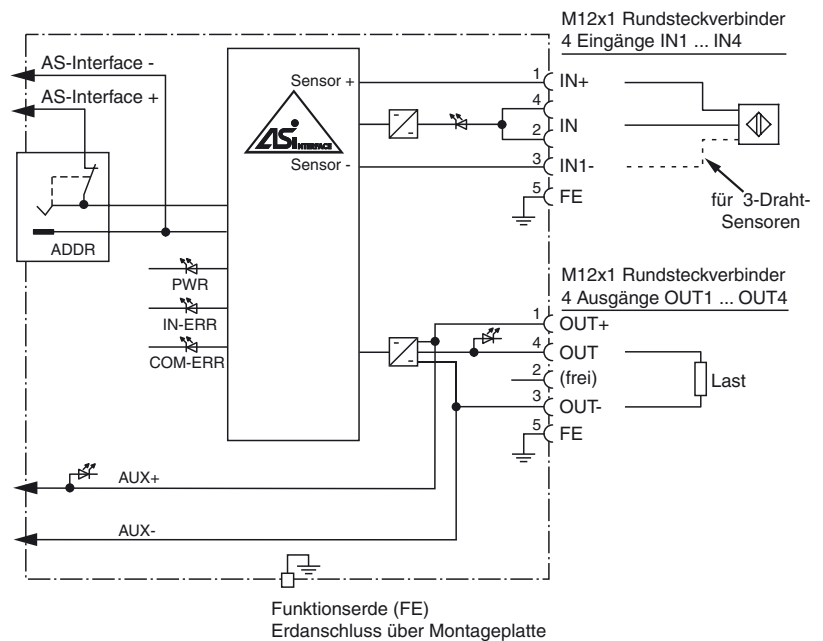 M12x1 Rundsteckverbinder
4 Eingänge IN1 ... IN4
AS-Interface -
AS-Interface +
ADDR
PWR
IN-ERR
COM-ERR
Sensor +
ASi INTERFACE
Sensor -
1 IN+
4
IN
2
3 IN1-
5 FE
für 3-Draht-
Sensoren
M12x1 Rundsteckverbinder
4 Ausgänge OUT1 ... OUT4
1 OUT+
4 OUT
2 (frei)
3 OUT-
5 FE
Last
AUX+
AUX-
Funktionserde (FE)
Erdanschluss über Montageplatte